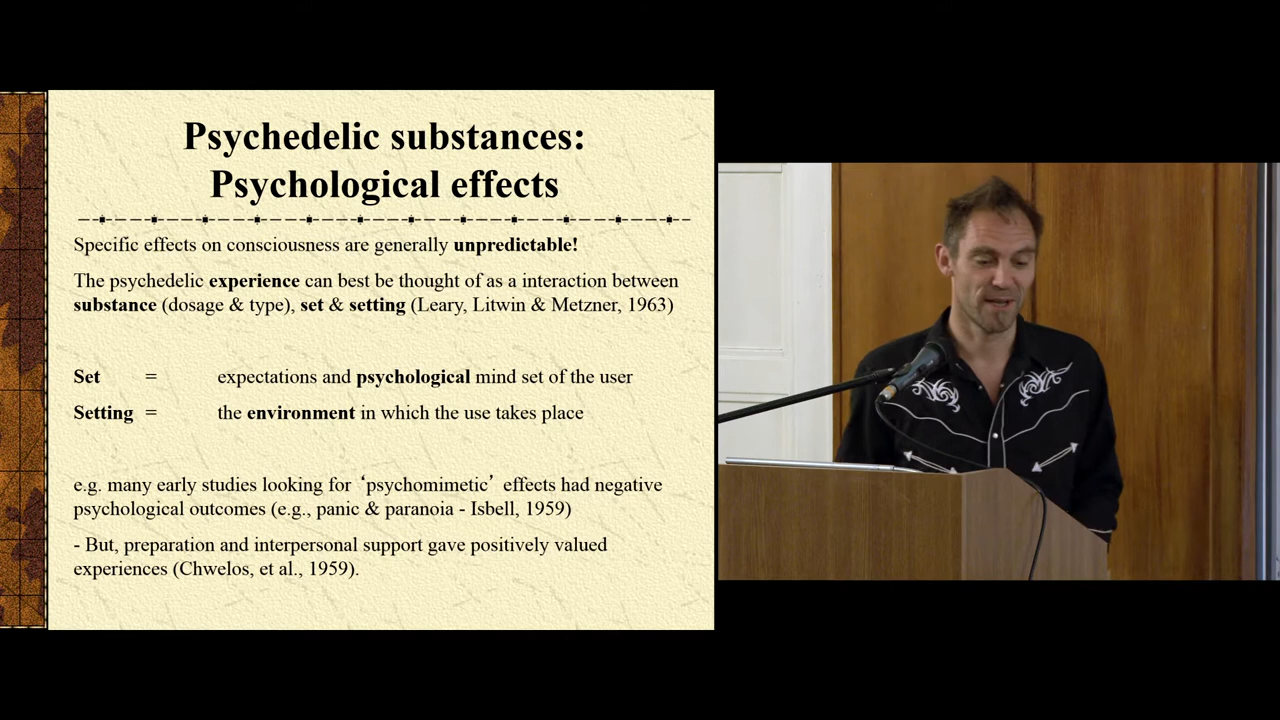 Psychedelic substances:
Psychological effects
Specific effects on consciousness are generally unpredictable!
The psychedelic experience can best be thought of as a interaction between
substance (dosage & type), set & setting (Leary, Litwin & Metzner, 1963)
Set = expectations and psychological mind set of the user
Setting = the environment in which the use takes place
e.g. many early studies looking for ‘psychomimetic’ effects had negative
psychological outcomes (e.g., panic & paranoia - Isbell, 1959)
- But, preparation and interpersonal support gave positively valued
experiences (Chwelos, et al., 1959).